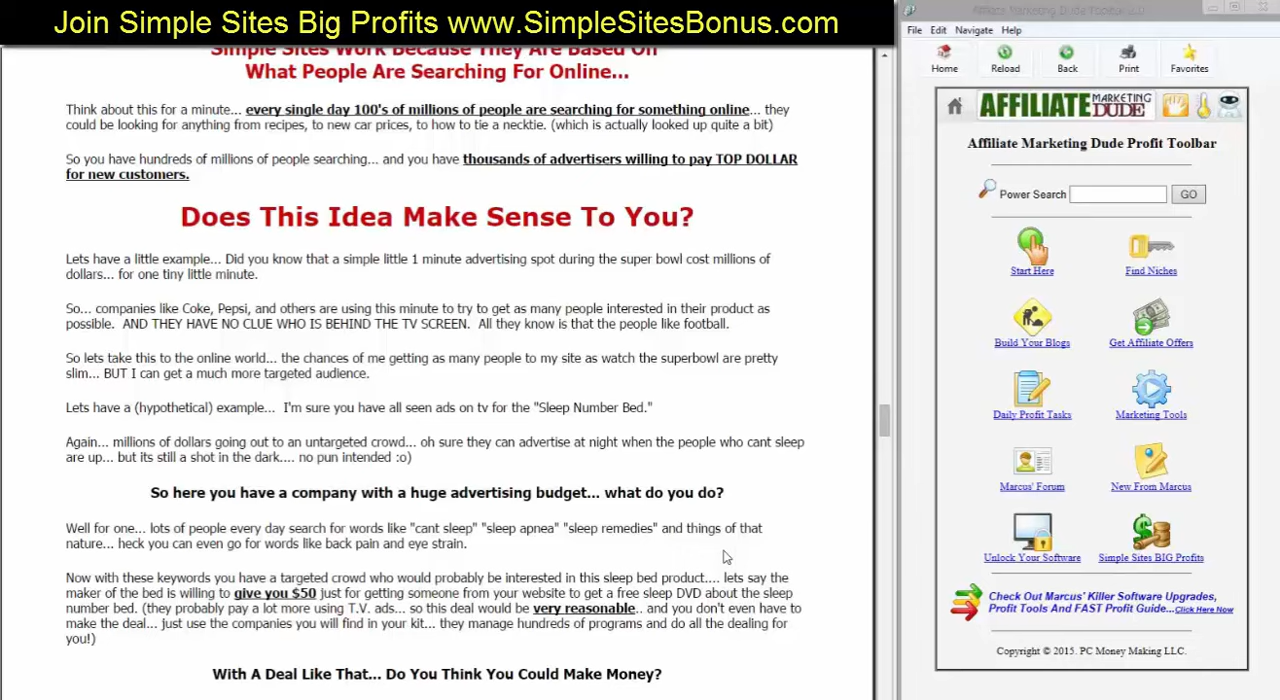 Join Simple Sites Big Profits www.SimpleSitesBonus.com
Simple Sites Work Because They Are Based On
What People Are Searching For Online...
Think about this for a minute... every single day 100's of millions of people are searching for something online... they
could be looking for anything from recipes, to new car prices, to how to tie a necktie. (which is actually looked up quite a bit)
So you have hundreds of millions of people searching... and you have thousands of advertisers willing to pay TOP DOLLAR
for new customers.
Does This Idea Make Sense To You?
Lets have a little example... Did you know that a simple little 1 minute advertising spot during the super bowl cost millions of
dollars... for one tiny little minute.
So... companies like Coke, Pepsi, and others are using this minute to try to get as many people interested in their product as
possible.  AND THEY HAVE NO CLUE WHO IS BEHIND THE TV SCREEN.  All they know is that the people like football.
So lets take this to the online world... the chances of me getting as many people to my site as watch the superbowl are pretty
slim... BUT I can get a much more targeted audience.
Lets have a (hypothetical) example...  I'm sure you have all seen ads on tv for the "Sleep Number Bed."
Again... millions of dollars going out to an untargeted crowd... oh sure they can advertise at night when the people who cant sleep
are up... but its still a shot in the dark.... no pun intended :o)
So here you have a company with a huge advertising budget... what do you do?
Well for one... lots of people every day search for words like "cant sleep" "sleep apnea" "sleep remedies" and things of that
nature... heck you can even go for words like back pain and eye strain.
Now with these keywords you have a targeted crowd who would probably be interested in this sleep bed product.... lets say the
maker of the bed is willing to give you $50 just for getting someone from your website to get a free sleep DVD about the sleep
number bed. (they probably pay a lot more using T.V. ads... so this deal would be very reasonable.. and you don't even have to
make the deal... just use the companies you will find in your kit... they manage hundreds of programs and do all the dealing for
you!)
With A Deal Like That... Do You Think You Could Make Money?
File Edit Navigate Help
Home Reload Back Print Favorites
AFFILIATE MARKETING DUDE
Affiliate Marketing Dude Profit Toolbar
Power Search GO
Start Here Find Niches
Build Your Blogs Get Affiliate Offers
Daily Profit Tasks Marketing Tools
Marcus' Forum New From Marcus
Unlock Your Software Simple Sites BIG Profits
Check Out Marcus' Killer Software Upgrades,
Profit Tools And FAST Profit Guide...Click Here Now
Copyright © 2015. PC Money Making LLC.